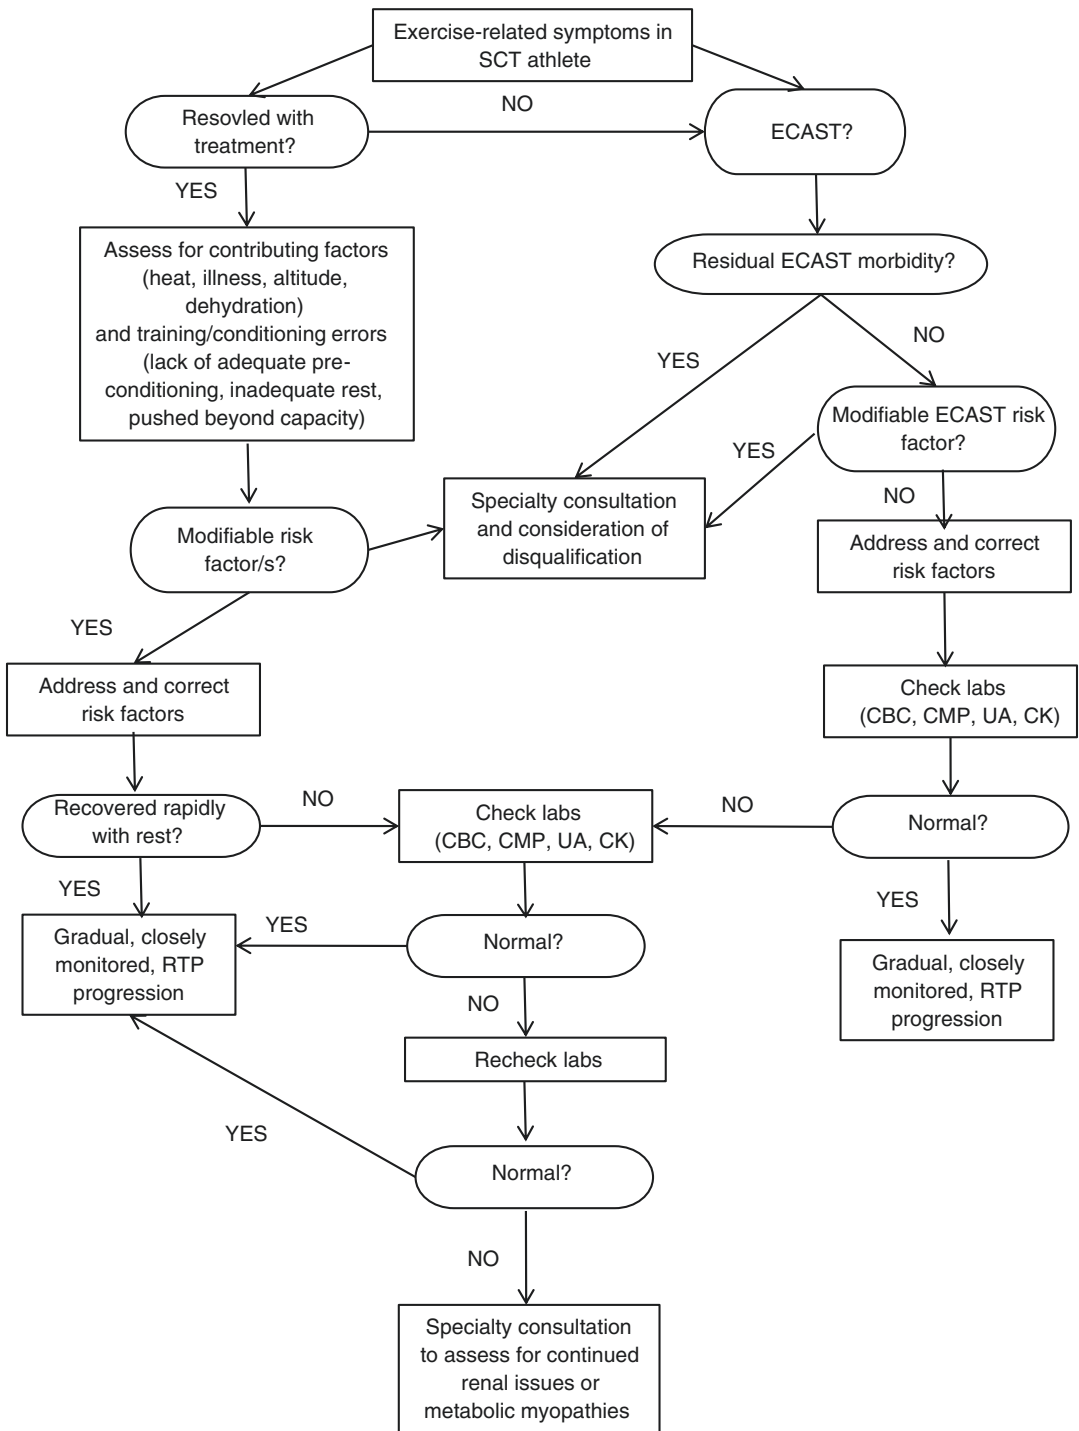 Exercise-related symptoms in
SCT athlete
Resovled with
treatment?
NO
ECAST?
YES
Assess for contributing factors
(heat, illness, altitude,
dehydration)
and training/conditioning errors
(lack of adequate pre-
conditioning, inadequate rest,
pushed beyond capacity)
Residual ECAST morbidity?
YES
NO
Modifiable ECAST risk
factor?
YES
NO
Specialty consultation
and consideration of
disqualification
Modifiable risk
factor/s?
Address and correct
risk factors
YES
Address and correct
risk factors
Check labs
(CBC, CMP, UA, CK)
Recovered rapidly
with rest?
NO
Check labs
(CBC, CMP, UA, CK)
NO
Normal?
YES
YES
Gradual, closely
monitored, RTP
progression
YES
Normal?
Gradual, closely
monitored, RTP
progression
NO
Recheck labs
YES
Normal?
NO
Specialty consultation
to assess for continued
renal issues or
metabolic myopathies